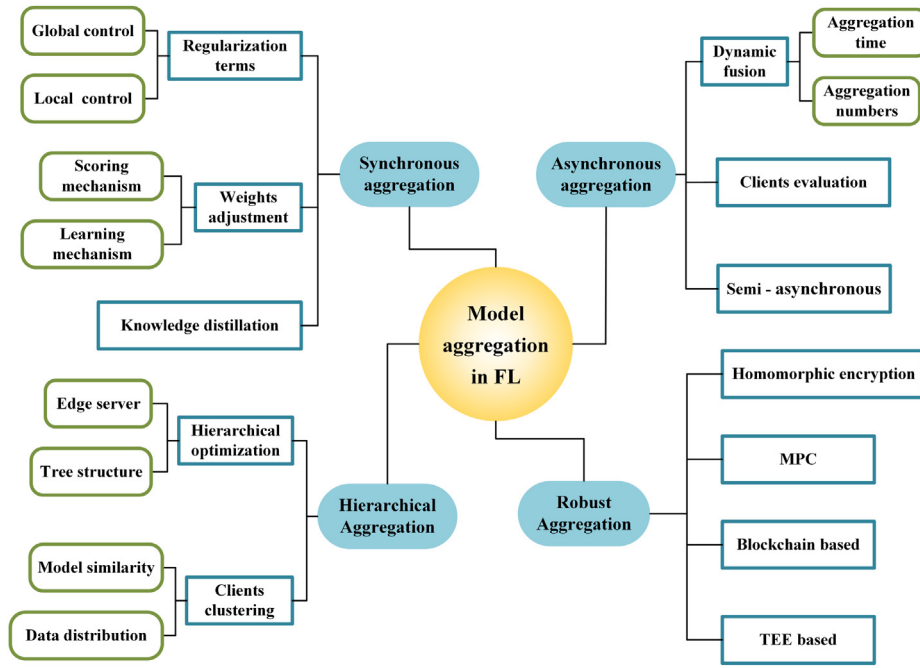 Global control
Local control
Regularization
terms
Scoring
mechanism
Learning
mechanism
Weights
adjustment
Knowledge distillation
Synchronous
aggregation
Asynchronous
aggregation
Dynamic
fusion
Aggregation
time
Aggregation
numbers
Clients evaluation
Semi - asynchronous
Model
aggregation
in FL
Edge server
Tree structure
Hierarchical
optimization
Model similarity
Data distribution
Clients
clustering
Hierarchical
Aggregation
Robust
Aggregation
Homomorphic encryption
MPC
Blockchain based
TEE based